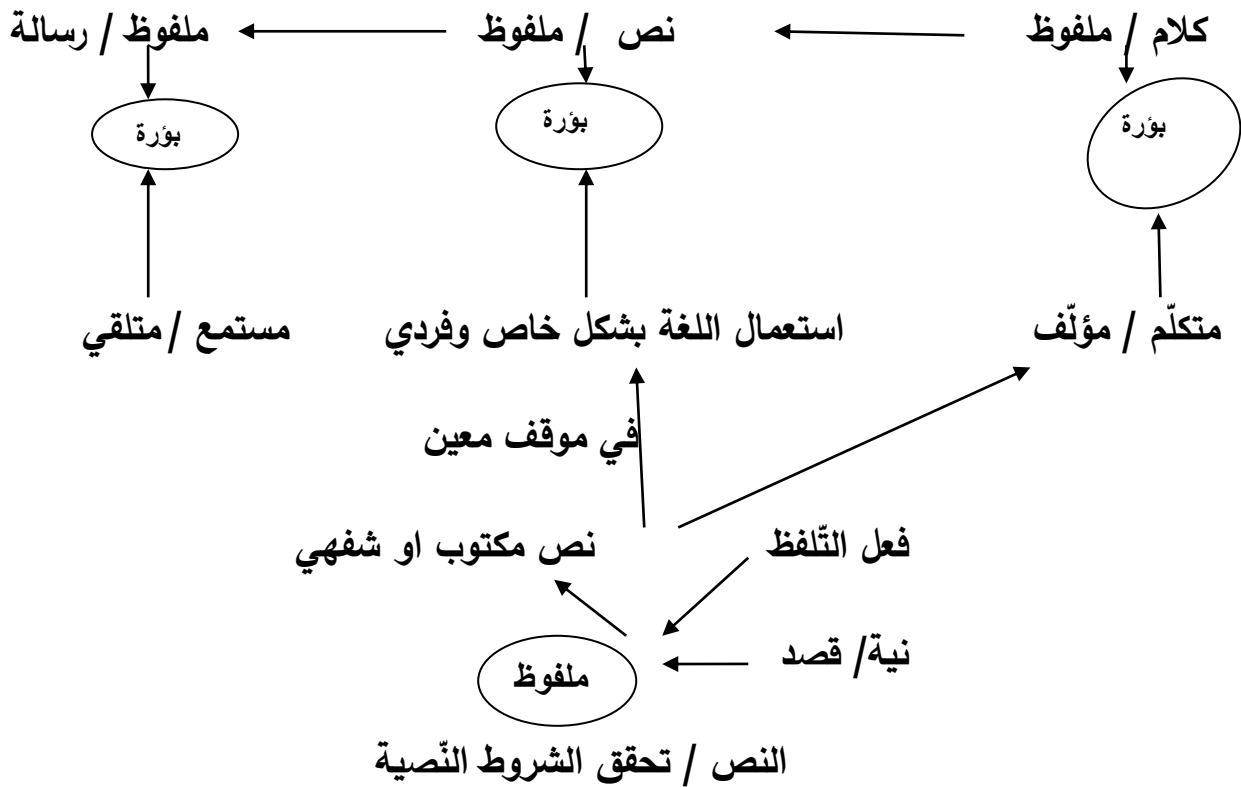 كلام / ملفوظ نص / ملفوظ ملفوظ / رسالة
بؤرة بؤرة بؤرة
متكلّم / مؤلّف استعمال اللغة بشكل خاص وفردي مستمع / متلقي
في موقف معين
فعل التّلفظ نص مكتوب او شفهي
نية/ قصد
ملفوظ
النص / تحقق الشروط النّصية